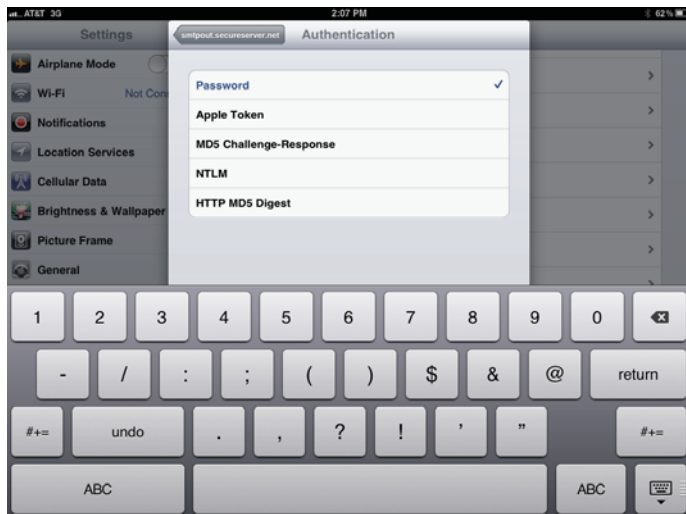 AT&T 3G 2:07 PM 62%
Settings smtpout.secureserver.net Authentication
Airplane Mode
Wi-Fi Not Con
Notifications
Location Services
Cellular Data
Brightness & Wallpaper
Picture Frame
General
Password
Apple Token
MD5 Challenge-Response
NTLM
HTTP MD5 Digest
1 2 3 4 5 6 7 8 9 0
- / : ; ( ) $ & @ return
#+= undo . , ? ! ' " #+=
ABC ABC